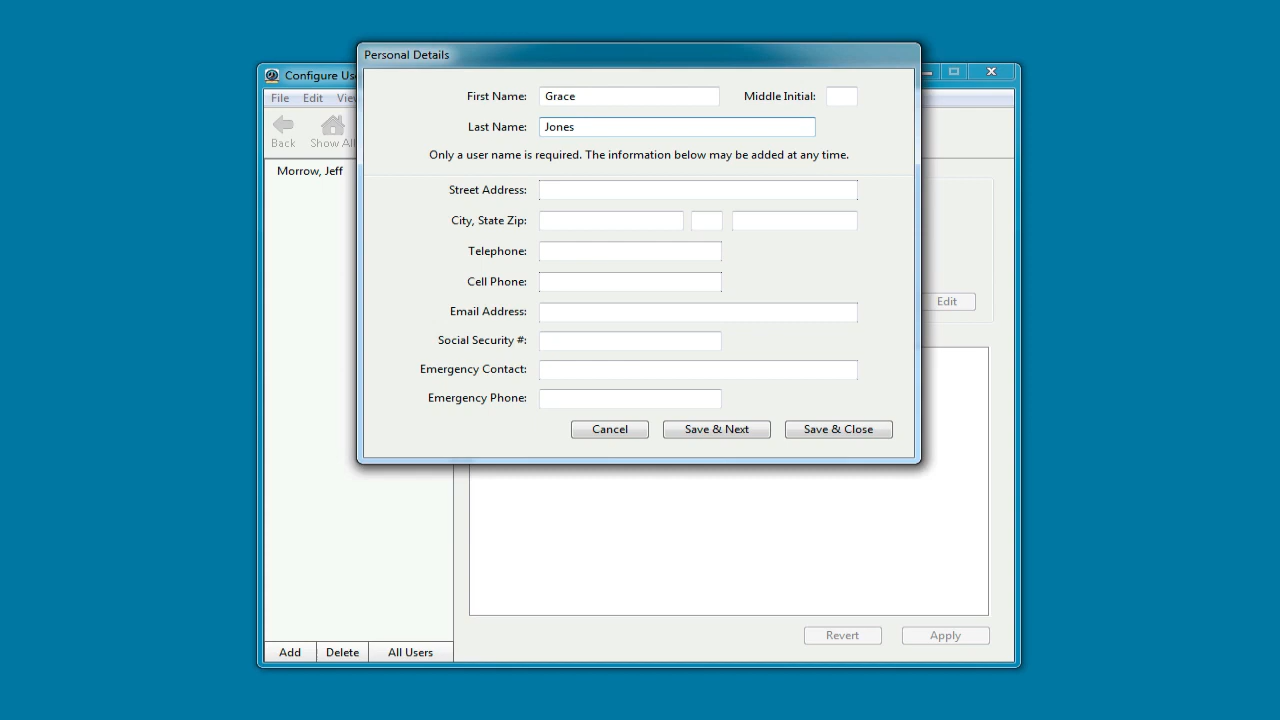 Personal Details
Configure Us
File Edit View
Back Show All
Morrow, Jeff
First Name: Grace Middle Initial:
Last Name: Jones
Only a user name is required. The information below may be added at any time.
Street Address:
City, State Zip:
Telephone:
Cell Phone:
Email Address:
Social Security #:
Emergency Contact:
Emergency Phone:
Cancel Save & Next Save & Close
Edit
Revert Apply
Add Delete All Users